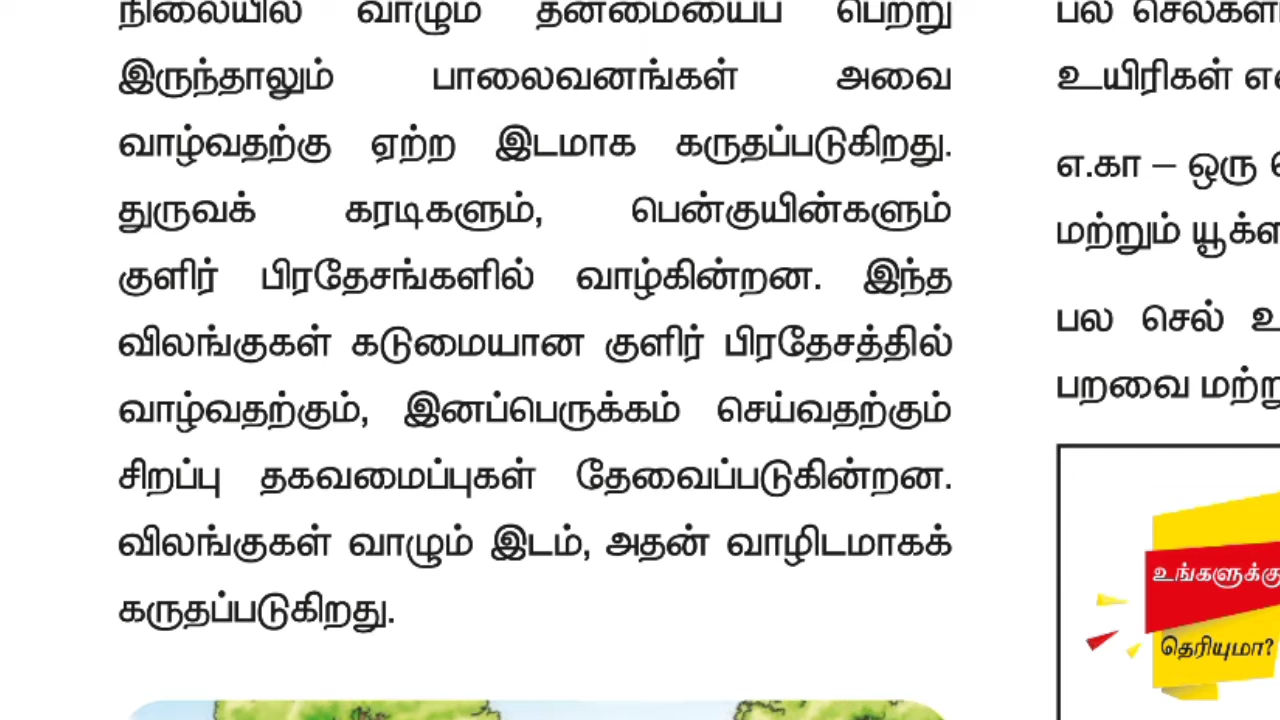 நிலையில் வாழும் தன்மையைப் பெற்று
இருந்தாலும் பாலைவனங்கள் அவை
வாழ்வதற்கு ஏற்ற இடமாக கருதப்படுகிறது.
துருவக் கரடிகளும், பென்குயின்களும்
குளிர் பிரதேசங்களில் வாழ்கின்றன. இந்த
விலங்குகள் கடுமையான குளிர் பிரதேசத்தில்
வாழ்வதற்கும், இனப்பெருக்கம் செய்வதற்கும்
சிறப்பு தகவமைப்புகள் தேவைப்படுகின்றன.
விலங்குகள் வாழும் இடம், அதன் வாழிடமாகக்
கருதப்படுகிறது.
பல
உயிரிகள்
எ.கா – ஒரு
மற்றும்
பல செல்
பறவை
உங்களுக்கு
தெரியுமா?